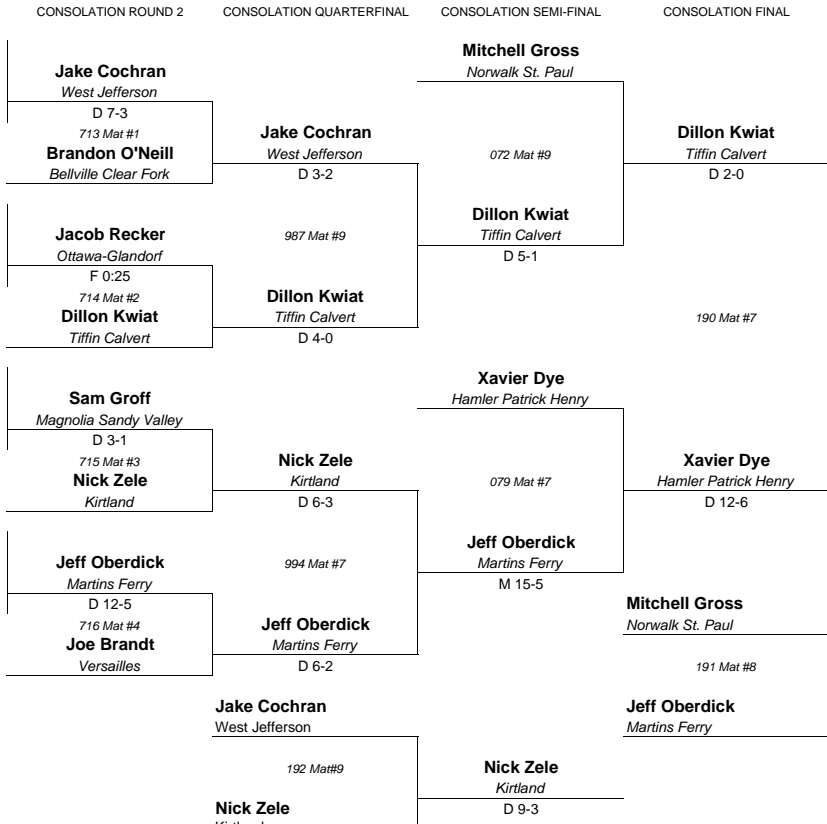 CONSOLATION ROUND 2
CONSOLATION QUARTERFINAL
CONSOLATION SEMI-FINAL
CONSOLATION FINAL
Jake Cochran
West Jefferson
D 7-3
713 Mat #1
Brandon O'Neill
Bellville Clear Fork
Jacob Recker
Ottawa-Glandorf
F 0:25
714 Mat #2
Dillon Kwiat
Tiffin Calvert
Sam Groff
Magnolia Sandy Valley
D 3-1
715 Mat #3
Nick Zele
Kirtland
Jeff Oberdick
Martins Ferry
D 12-5
716 Mat #4
Joe Brandt
Versailles
Jake Cochran
West Jefferson
D 3-2
987 Mat #9
Dillon Kwiat
Tiffin Calvert
D 4-0
Nick Zele
Kirtland
D 6-3
994 Mat #7
Jeff Oberdick
Martins Ferry
D 6-2
Jake Cochran
West Jefferson
192 Mat#9
Nick Zele
Mitchell Gross
Norwalk St. Paul
072 Mat #9
Dillon Kwiat
Tiffin Calvert
D 5-1
Xavier Dye
Hamler Patrick Henry
079 Mat #7
Jeff Oberdick
Martins Ferry
M 15-5
Nick Zele
Kirtland
D 9-3
Dillon Kwiat
Tiffin Calvert
D 2-0
190 Mat #7
Xavier Dye
Hamler Patrick Henry
D 12-6
Mitchell Gross
Norwalk St. Paul
191 Mat #8
Jeff Oberdick
Martins Ferry